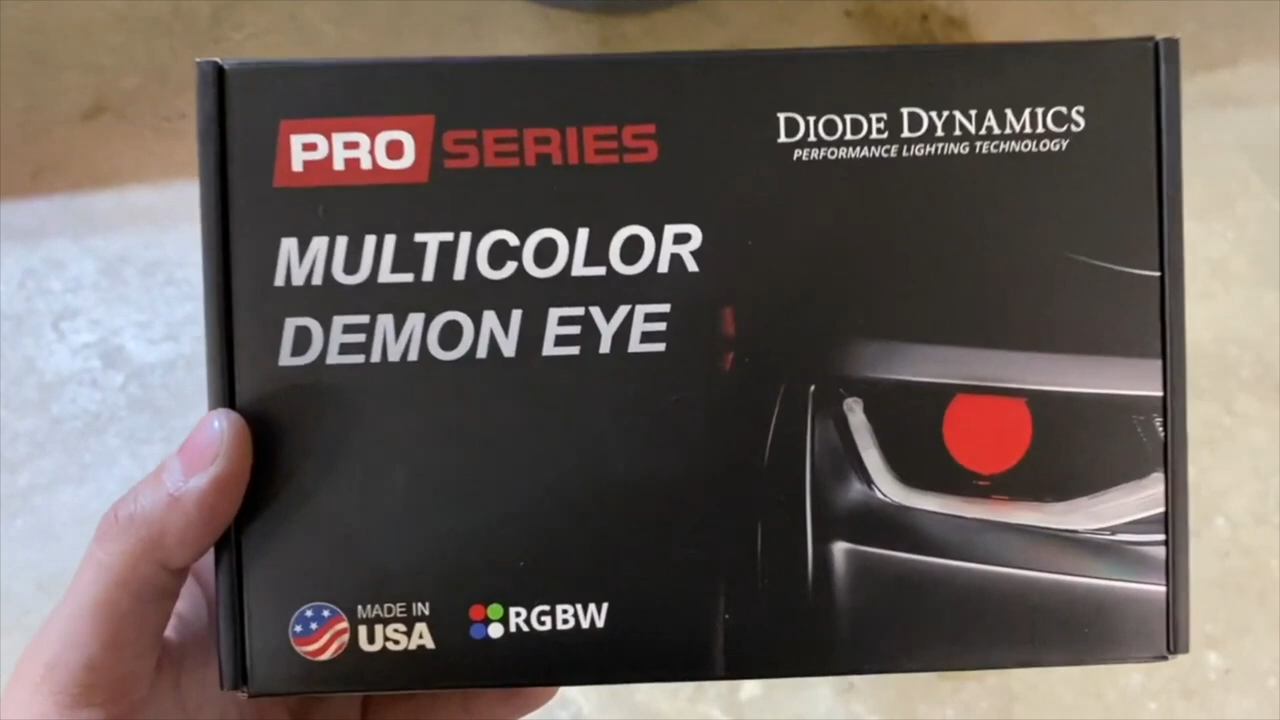 PRO SERIES
DIODE DYNAMICS
PERFORMANCE LIGHTING TECHNOLOGY
MULTICOLOR
DEMON EYE
MADE IN
USA
RGBW